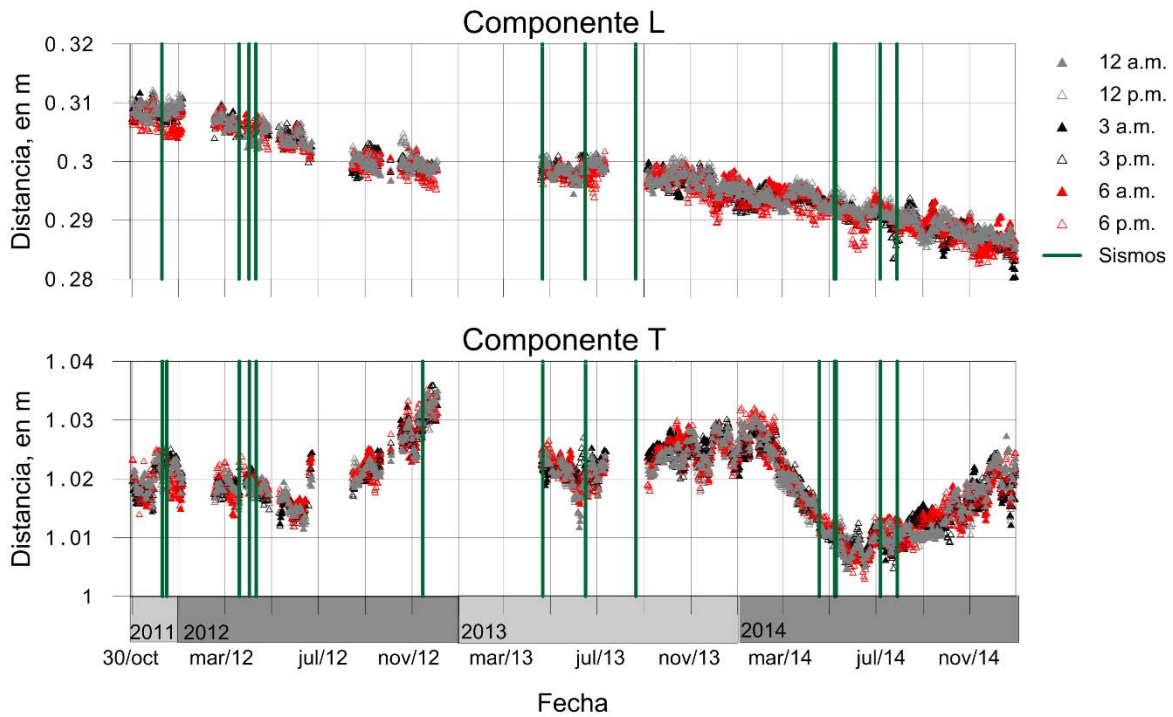 Componente L
0.32
0.31
0.3
0.29
0.28
Distancia, en m
12 a.m.
12 p.m.
3 a.m.
3 p.m.
6 a.m.
6 p.m.
Sismos
Componente T
1.04
1.03
1.02
1.01
1
Distancia, en m
2011 2012 2013 2014
30/oct mar/12 jul/12 nov/12 mar/13 jul/13 nov/13 mar/14 jul/14 nov/14
Fecha